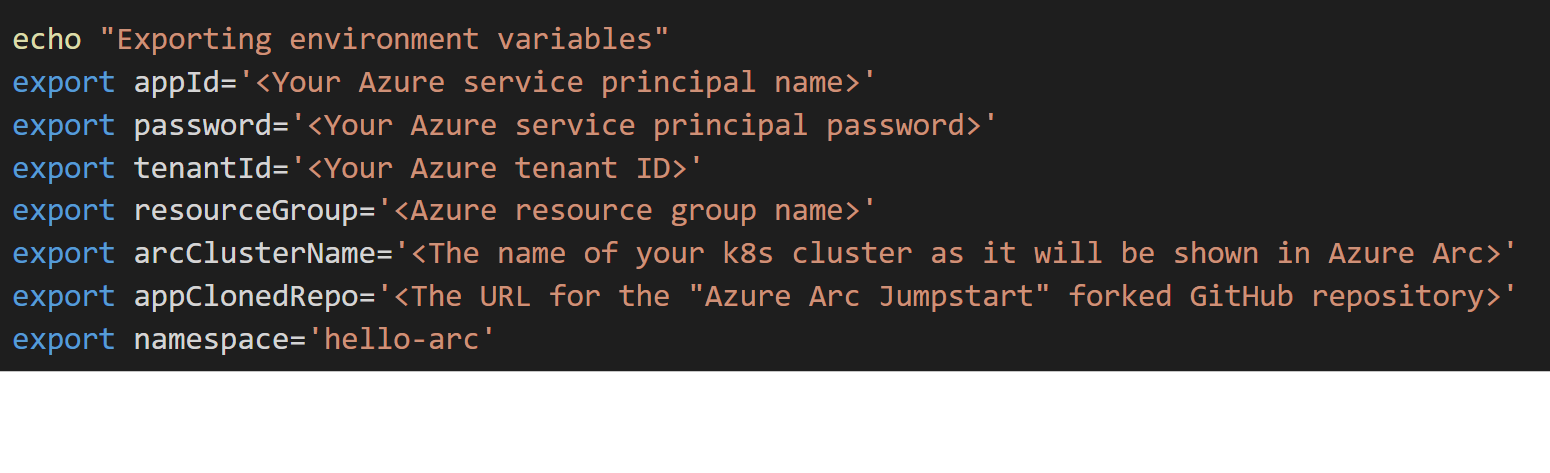 echo "Exporting environment variables"
export appId='<Your Azure service principal name>'
export password='<Your Azure service principal password>'
export tenantId='<Your Azure tenant ID>'
export resourceGroup='<Azure resource group name>'
export arcClusterName='<The name of your k8s cluster as it will be shown in Azure Arc>'
export appClonedRepo='<The URL for the "Azure Arc Jumpstart" forked GitHub repository>'
export namespace='hello-arc'